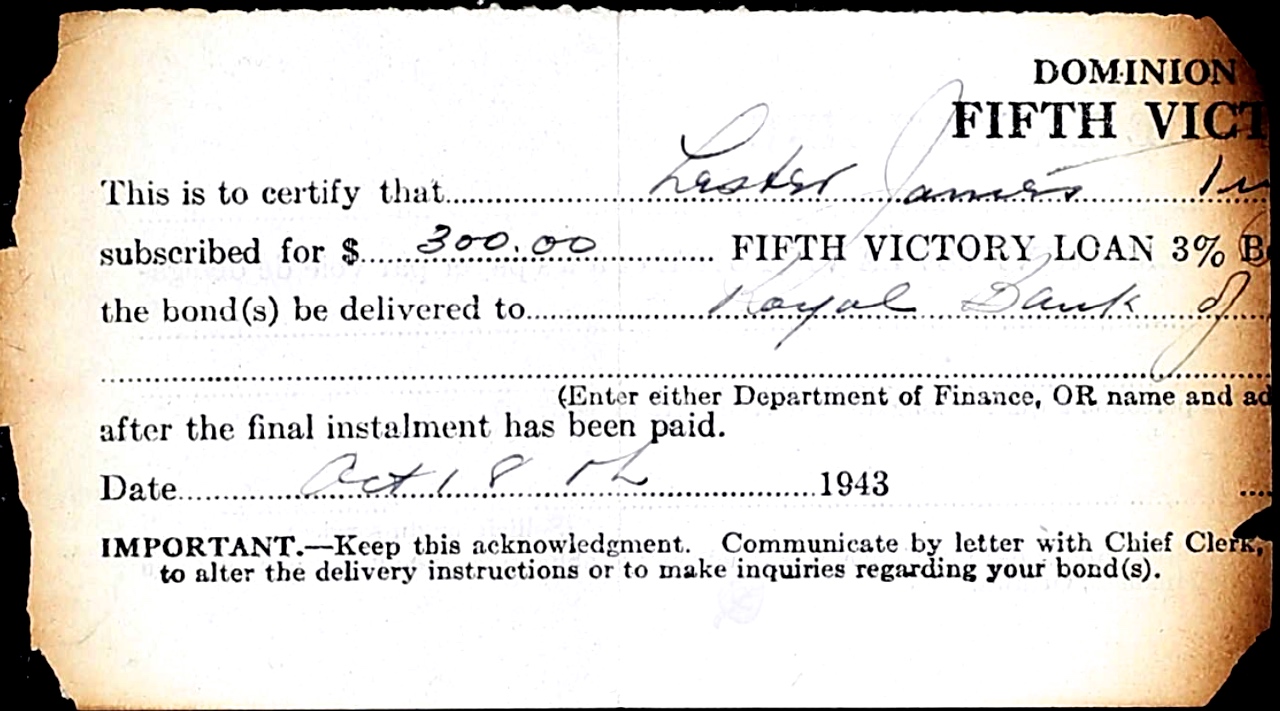 DOMINION
FIFTH VICT
This is to certify that Lester James
subscribed for $ 300.00 FIFTH VICTORY LOAN 3% B
the bond(s) be delivered to Royal Bank of
(Enter either Department of Finance, OR name and ad
after the final instalment has been paid.
Date Oct 18th 1943
IMPORTANT.—Keep this acknowledgment. Communicate by letter with Chief Clerk,
to alter the delivery instructions or to make inquiries regarding your bond(s).